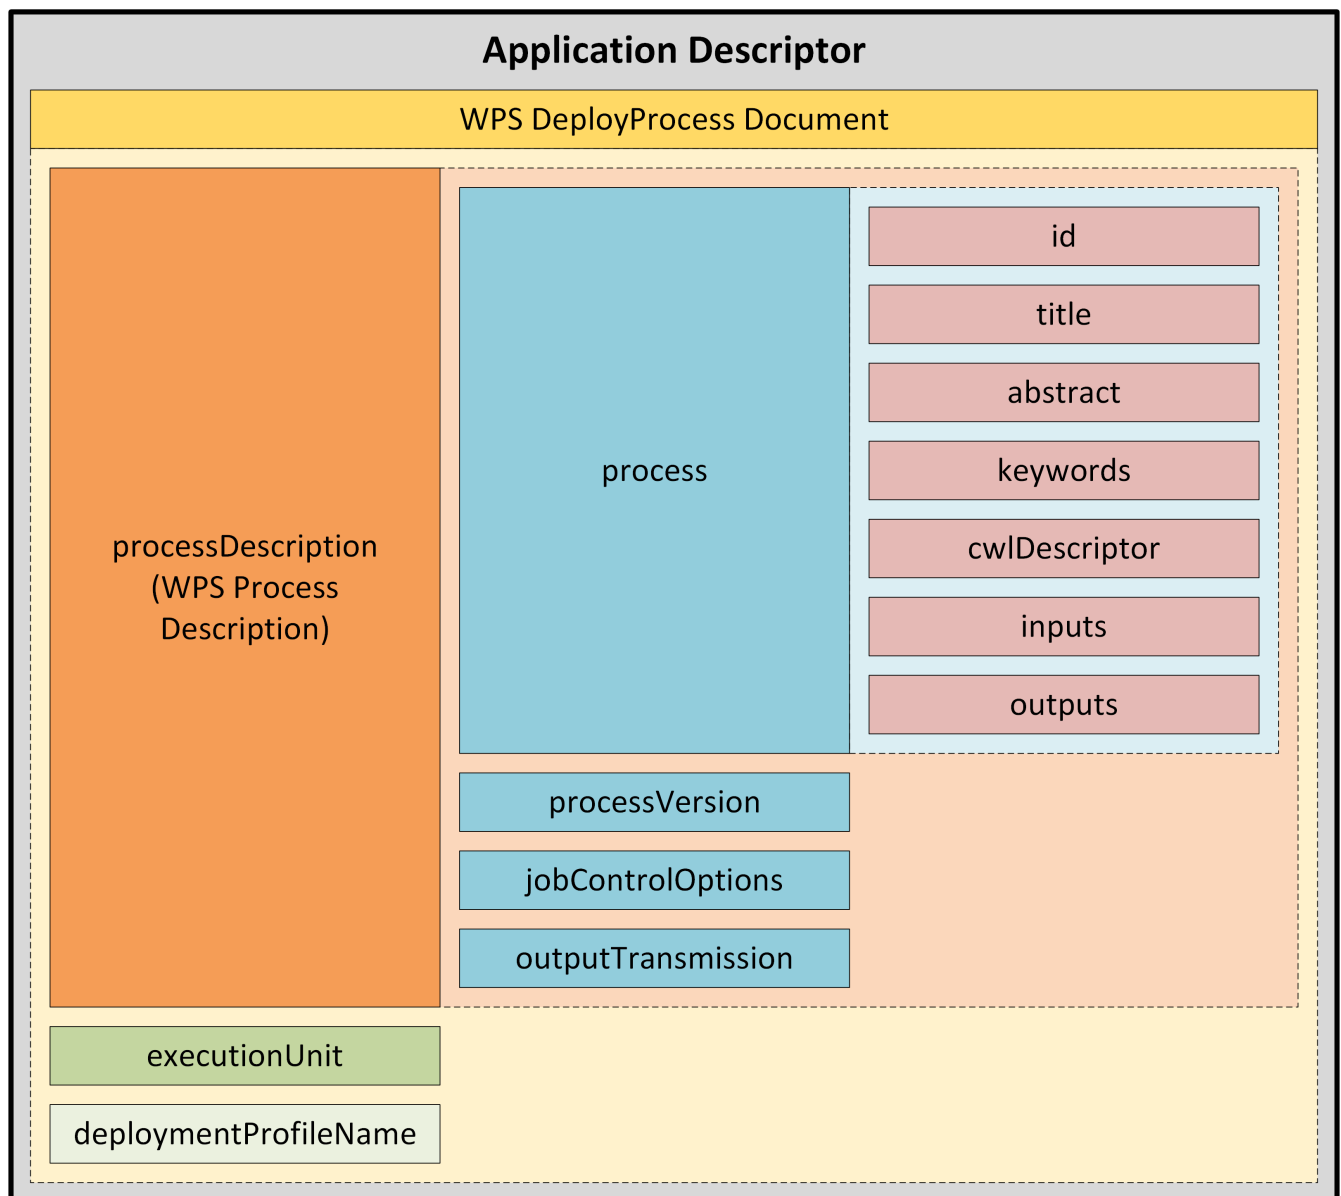 Application Descriptor
WPS DeployProcess Document
processDescription
(WPS Process
Description)
process
id
title
abstract
keywords
cwlDescriptor
inputs
outputs
processVersion
jobControlOptions
outputTransmission
executionUnit
deploymentProfileName